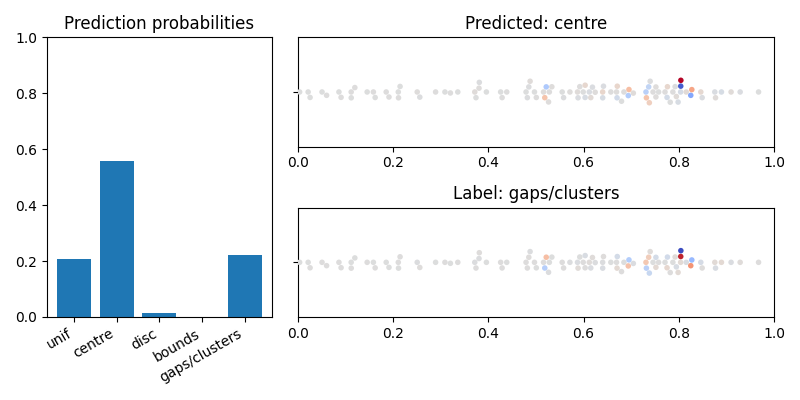 Prediction probabilities
1.0
0.8
0.6
0.4
0.2
0.0
unif
centre
disc
bounds
gaps/clusters
Predicted: centre
0.0 0.2 0.4 0.6 0.8 1.0
Label: gaps/clusters
0.0 0.2 0.4 0.6 0.8 1.0